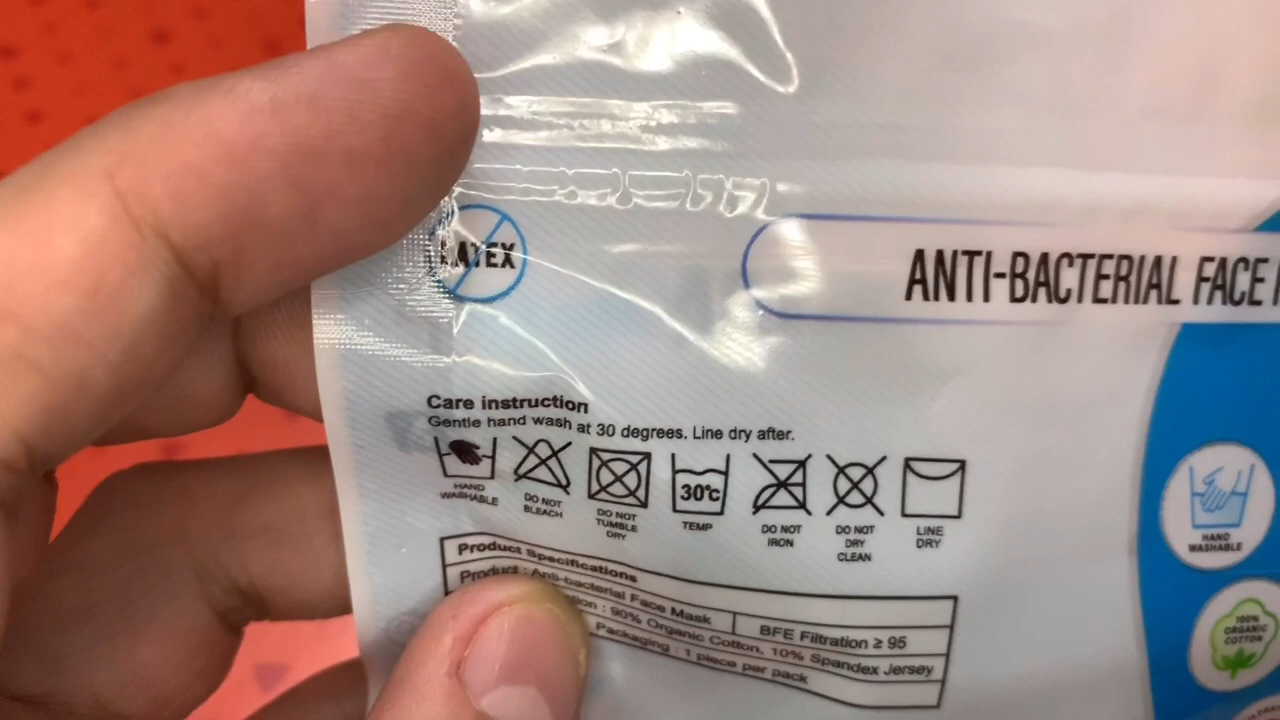 LATEX
ANTI-BACTERIAL FACE
Care instruction
Gentle hand wash at 30 degrees. Line dry after.
30°c
HAND
WASHABLE
DO NOT
BLEACH
DO NOT
TUMBLE
DRY
TEMP
DO NOT
IRON
DO NOT
DRY
CLEAN
LINE
DRY
Product Specifications
Product : Anti-bacterial Face Mask
BFE Filtration ≥ 95
: 90% Organic Cotton, 10% Spandex Jersey
Packaging : 1 piece per pack
HAND
WASHABLE
100%
ORGANIC
COTTON